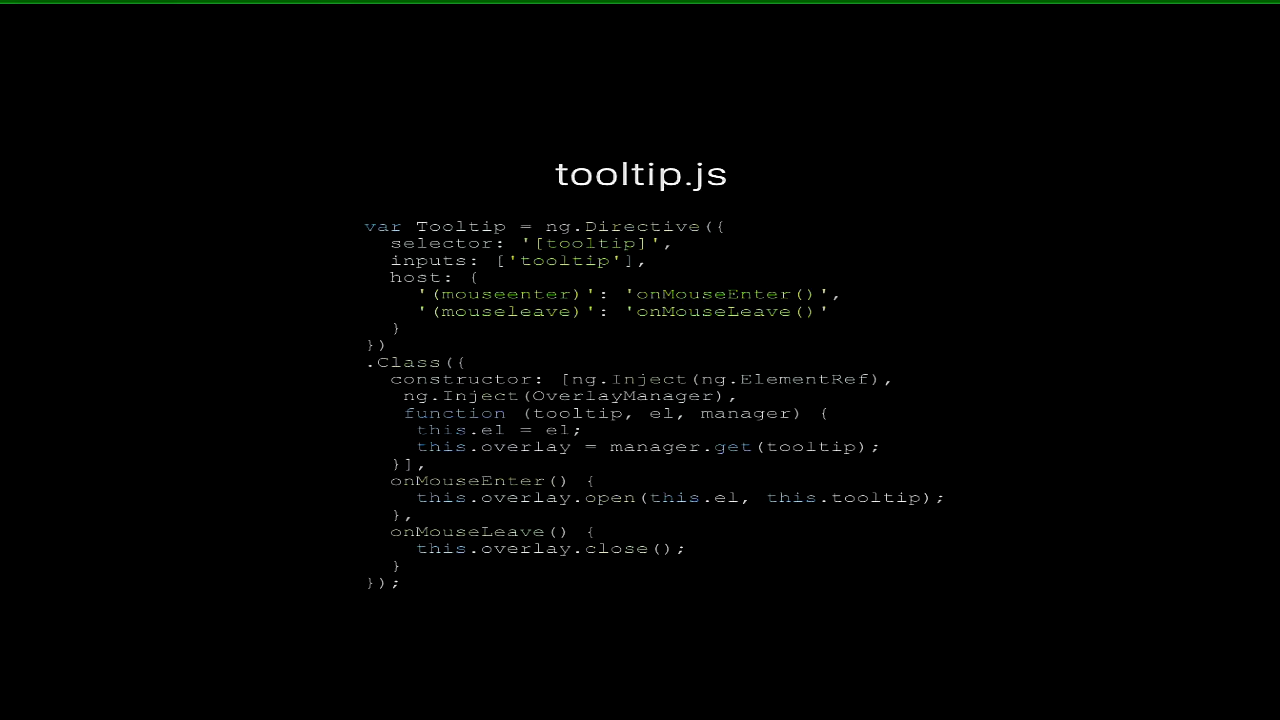 tooltip.js
var Tooltip = ng.Directive({
  selector: '[tooltip]',
  inputs: ['tooltip'],
  host: {
    '(mouseenter)': 'onMouseEnter()',
    '(mouseleave)': 'onMouseLeave()'
  }
})
.Class({
  constructor: [ng.Inject(ng.ElementRef),
   ng.Inject(OverlayManager),
   function (tooltip, el, manager) {
    this.el = el;
    this.overlay = manager.get(tooltip);
  }],
  onMouseEnter() {
    this.overlay.open(this.el, this.tooltip);
  },
  onMouseLeave() {
    this.overlay.close();
  }
});